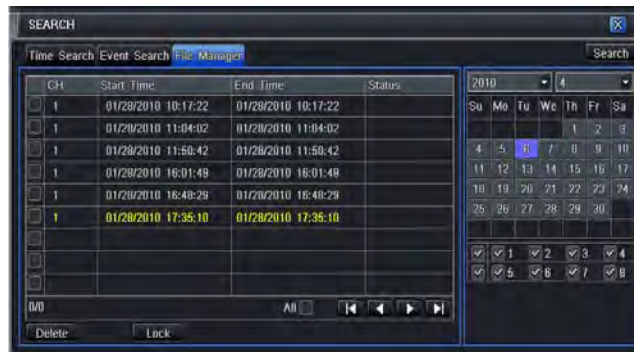 SEARCH
Time Search Event Search File Manager
Search
CH Start Time End Time Status
1 01/28/2010 10:17:22 01/28/2010 10:17:22
1 01/28/2010 11:04:02 01/28/2010 11:04:02
1 01/28/2010 11:50:42 01/28/2010 11:50:42
1 01/28/2010 16:01:49 01/28/2010 16:01:49
1 01/28/2010 16:48:29 01/28/2010 16:48:29
1 01/28/2010 17:35:10 01/28/2010 17:35:10
0/0 All
Delete Lock
2010 4
Su Mo Tu We Th Fr Sa
1 2 3
4 5 6 7 8 9 10
11 12 13 14 15 16 17
18 19 20 21 22 23 24
25 26 27 28 29 30
1 2 3 4
5 6 7 8